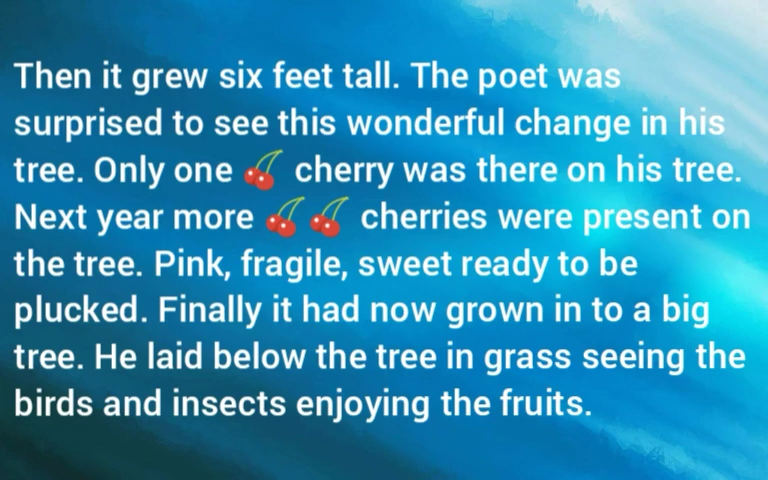 Then it grew six feet tall. The poet was
surprised to see this wonderful change in his
tree. Only one 🍒 cherry was there on his tree.
Next year more 🍒🍒 cherries were present on
the tree. Pink, fragile, sweet ready to be
plucked. Finally it had now grown in to a big
tree. He laid below the tree in grass seeing the
birds and insects enjoying the fruits.